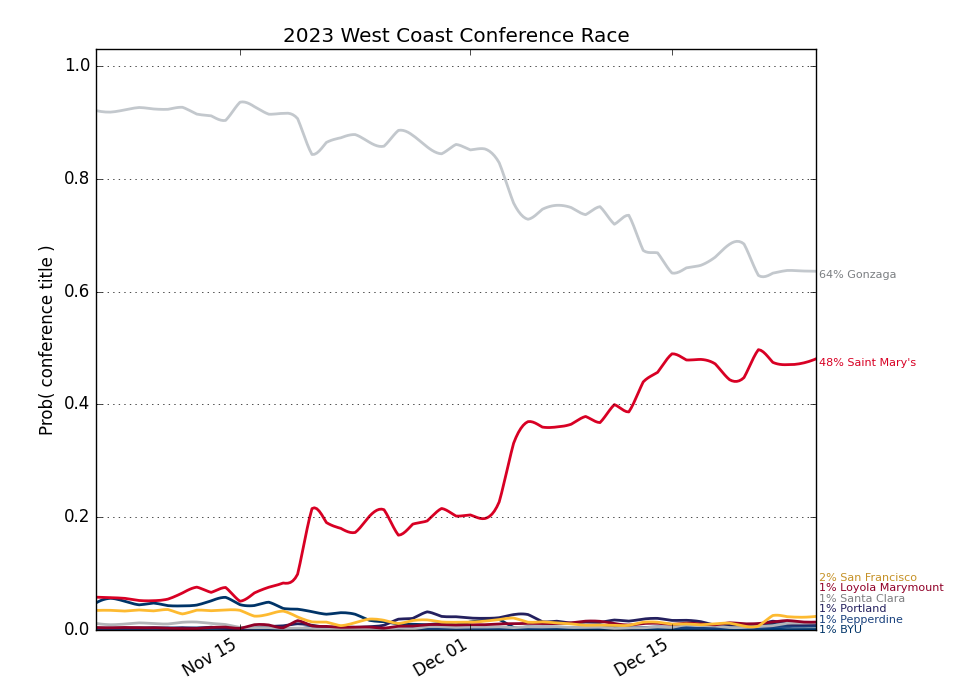 2023 West Coast Conference Race
Prob( conference title )
1.0
0.8
0.6
0.4
0.2
0.0
Nov 15
Dec 01
Dec 15
64% Gonzaga
48% Saint Mary's
2% San Francisco
1% Loyola Marymount
1% Santa Clara
1% Portland
1% Pepperdine
1% BYU